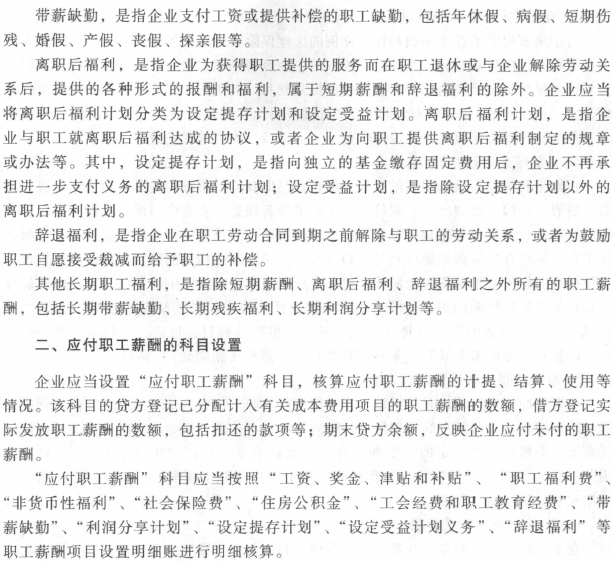 带薪缺勤，是指企业支付工资或提供补偿的职工缺勤，包括年休假、病假、短期伤
残、婚假、产假、丧假、探亲假等。
离职后福利，是指企业为获得职工提供的服务而在职工退休或与企业解除劳动关
系后，提供的各种形式的报酬和福利，属于短期薪酬和辞退福利的除外。企业应当
将离职后福利计划分类为设定提存计划和设定受益计划。离职后福利计划，是指企
业与职工就离职后福利达成的协议，或者企业为向职工提供离职后福利制定的规章
或办法等。其中，设定提存计划，是指向独立的基金缴存固定费用后，企业不再承
担进一步支付义务的离职后福利计划；设定受益计划，是指除设定提存计划以外的
离职后福利计划。
辞退福利，是指企业在职工劳动合同到期之前解除与职工的劳动关系，或者为鼓励
职工自愿接受裁减而给予职工的补偿。
其他长期职工福利，是指除短期薪酬、离职后福利、辞退福利之外所有的职工薪
酬，包括长期带薪缺勤、长期残疾福利、长期利润分享计划等。
二、应付职工薪酬的科目设置
企业应当设置“应付职工薪酬”科目，核算应付职工薪酬的计提、结算、使用等
情况。该科目的贷方登记已分配计入有关成本费用项目的职工薪酬的数额，借方登记实
际发放职工薪酬的数额，包括扣还的款项等；期末贷方余额，反映企业应付未付的职工
薪酬。
“应付职工薪酬”科目应当按照“工资、奖金、津贴和补贴”、“职工福利费”、
“非货币性福利”、“社会保险费”、“住房公积金”、“工会经费和职工教育经费”、“带
薪缺勤”、“利润分享计划”、“设定提存计划”、“设定受益计划义务”、“辞退福利”等
职工薪酬项目设置明细账进行明细核算。